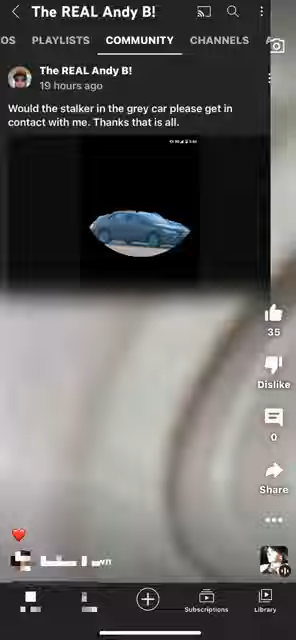 The REAL Andy B!
OS PLAYLISTS COMMUNITY CHANNELS
The REAL Andy B!
19 hours ago
Would the stalker in the grey car please get in
contact with me. Thanks that is all.
35
Dislike
0
Share
Subscriptions
Library